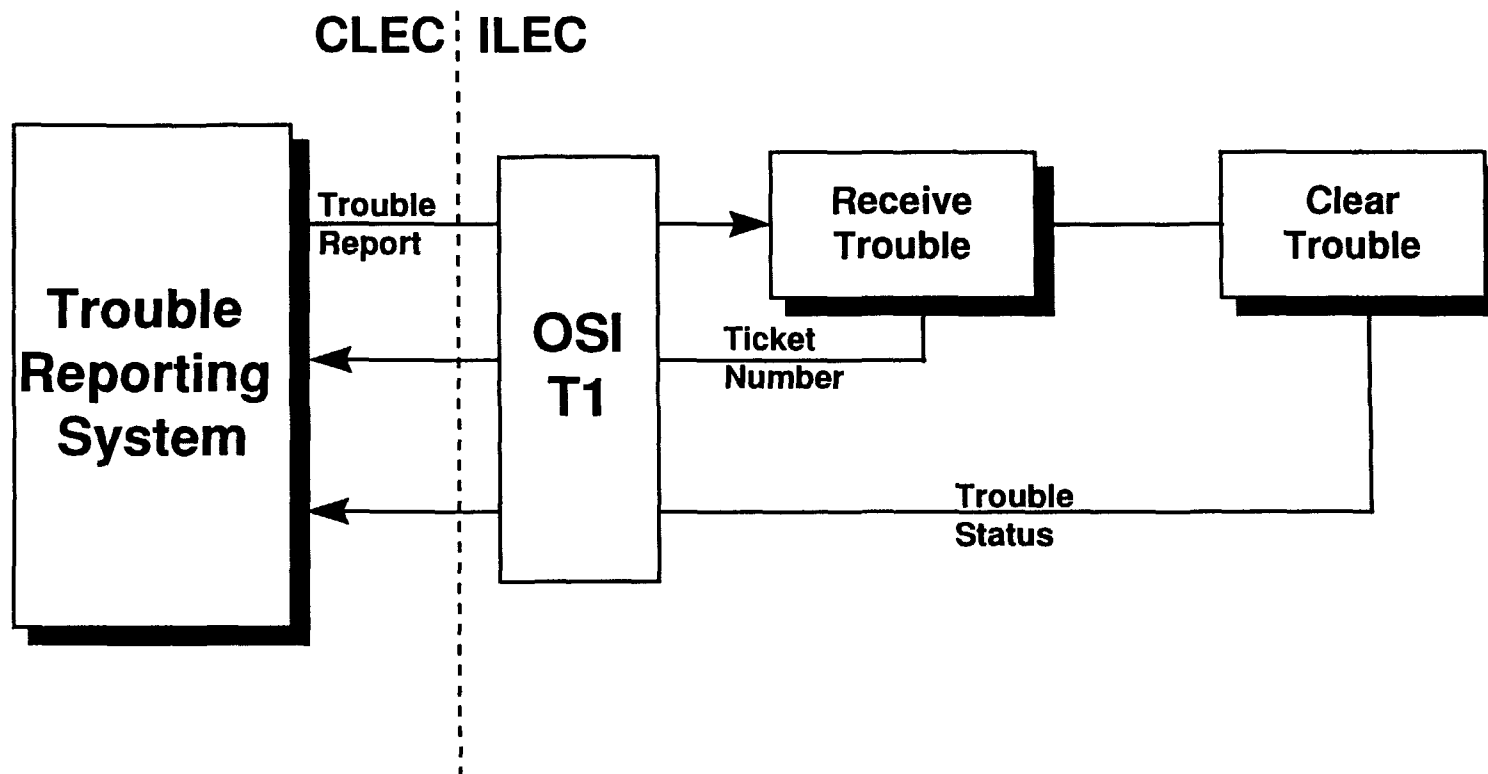 CLEC ILEC
Trouble
Report
Receive
Trouble
Clear
Trouble
Trouble
Reporting
System
OSI
T1
Ticket
Number
Trouble
Status